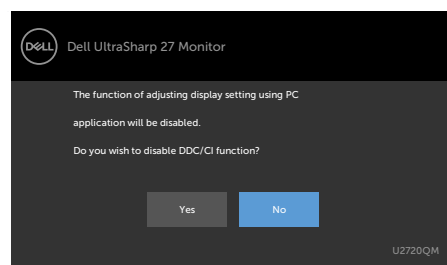 DELL Dell UltraSharp 27 Monitor
The function of adjusting display setting using PC
application will be disabled.
Do you wish to disable DDC/CI function?
Yes No
U2720QM